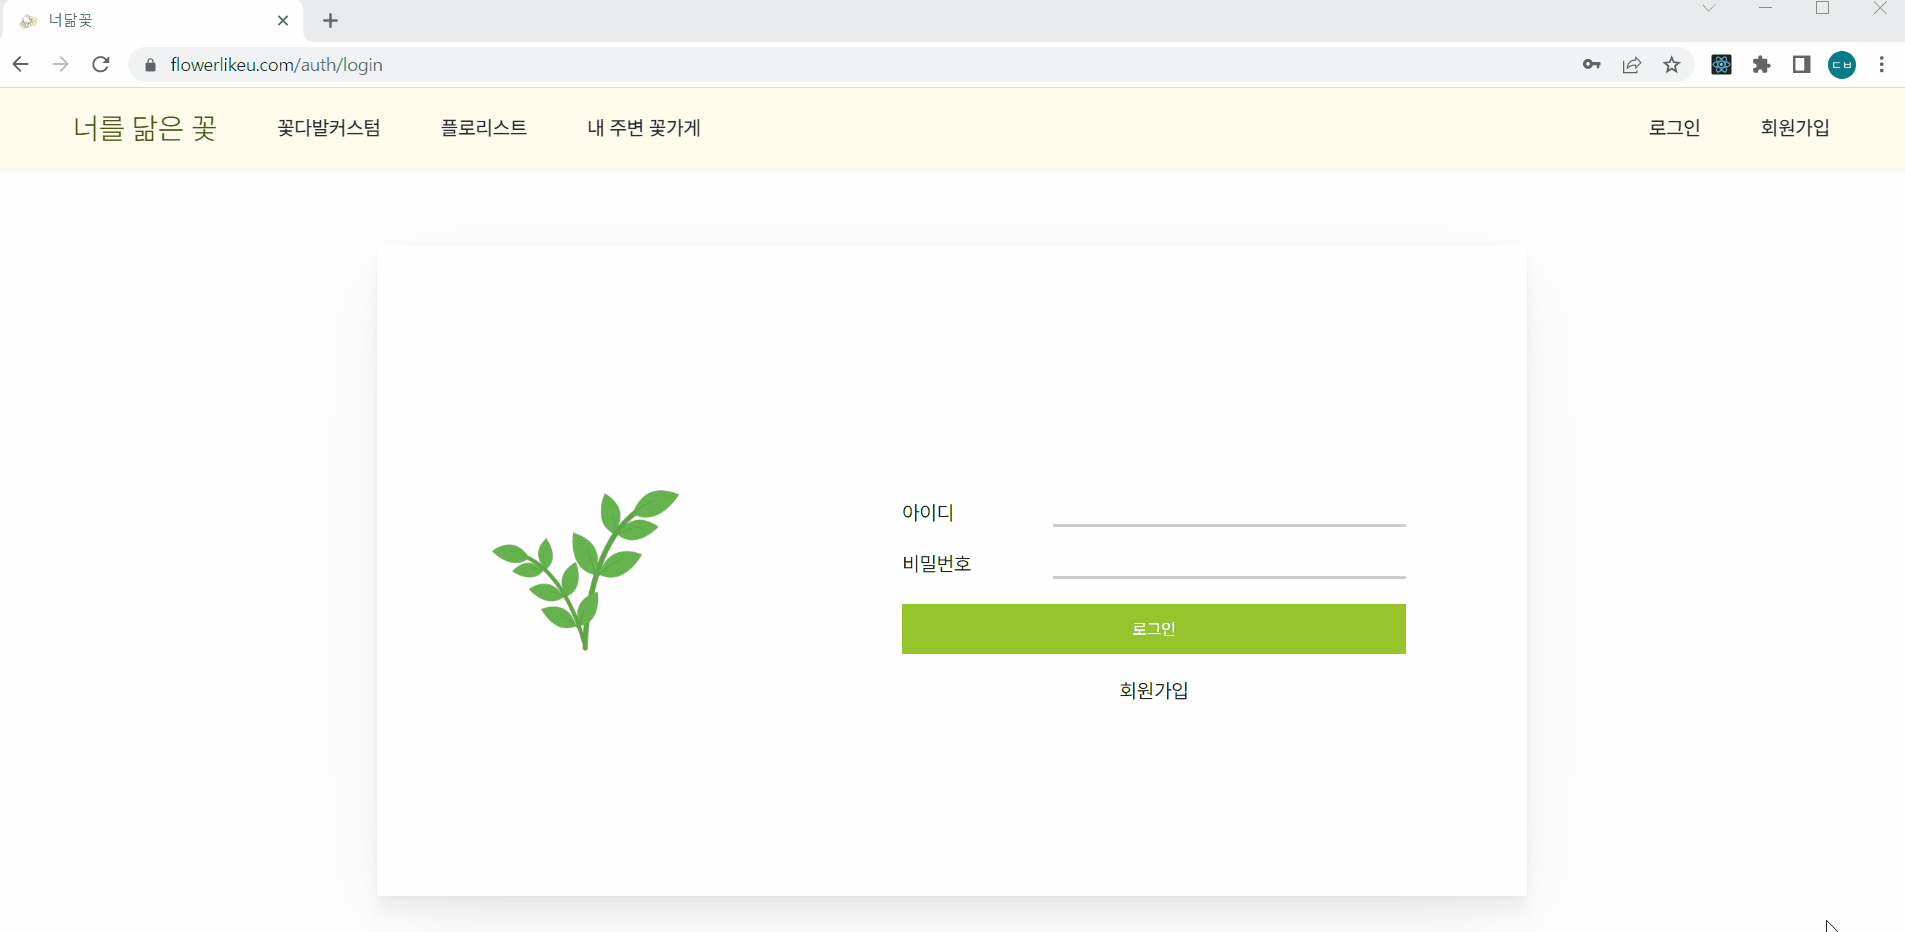 너닮꽃
flowerlikeu.com/auth/login
ㄷㅂ
너를 닮은 꽃 꽃다발커스텀 플로리스트 내 주변 꽃가게 로그인 회원가입
아이디
비밀번호
로그인
회원가입